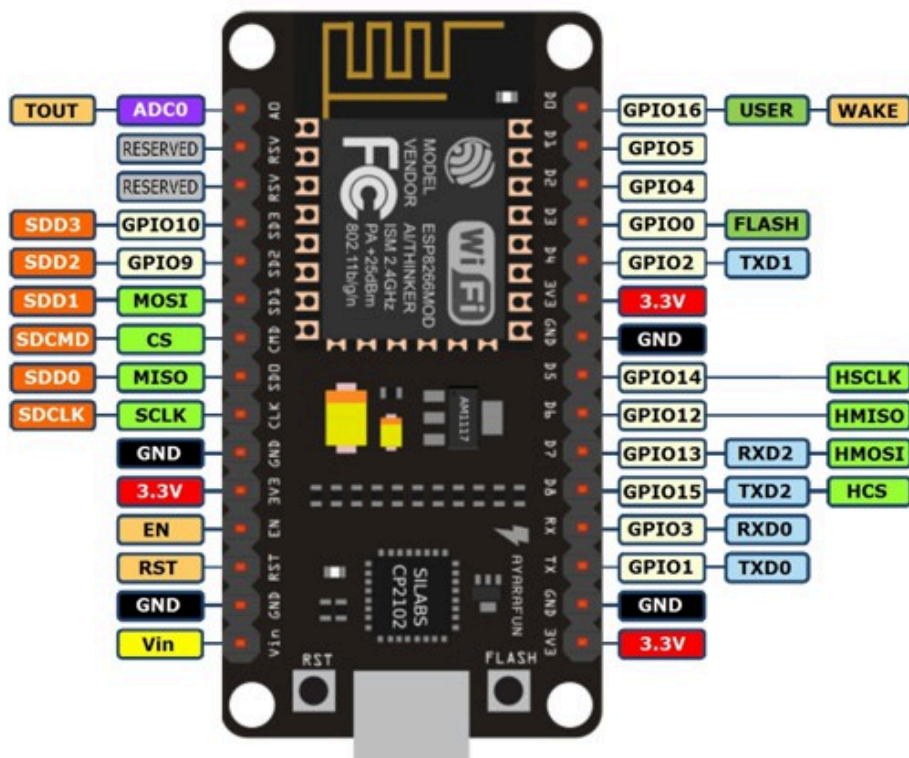 TOUT ADC0 A0 D0 GPIO16 USER WAKE
RESERVED RSV D1 GPIO5
RESERVED RSV D2 GPIO4
SDD3 GPIO10 SD3 D3 GPIO0 FLASH
SDD2 GPIO9 SD2 D4 GPIO2 TXD1
SDD1 MOSI SD1 3V3 3.3V
SDCMD CS CMD GND GND
SDD0 MISO SD0 D5 GPIO14 HSCLK
SDCLK SCLK CLK D6 GPIO12 HMISO
GND GND D7 GPIO13 RXD2 HMOSI
3.3V 3V3 D8 GPIO15 TXD2 HCS
EN EN RX GPIO3 RXD0
RST RST TX GPIO1 TXD0
GND GND GND GND
Vin Vin 3V3 3.3V
MODEL ESP8266MOD
VENDOR AI/THINKER
ISM 2.4GHz
PA +25dBm
802.11b/g/n
FC
Wi Fi
AM1117
SILABS
CP2102
AYARAFUN
RST
FLASH